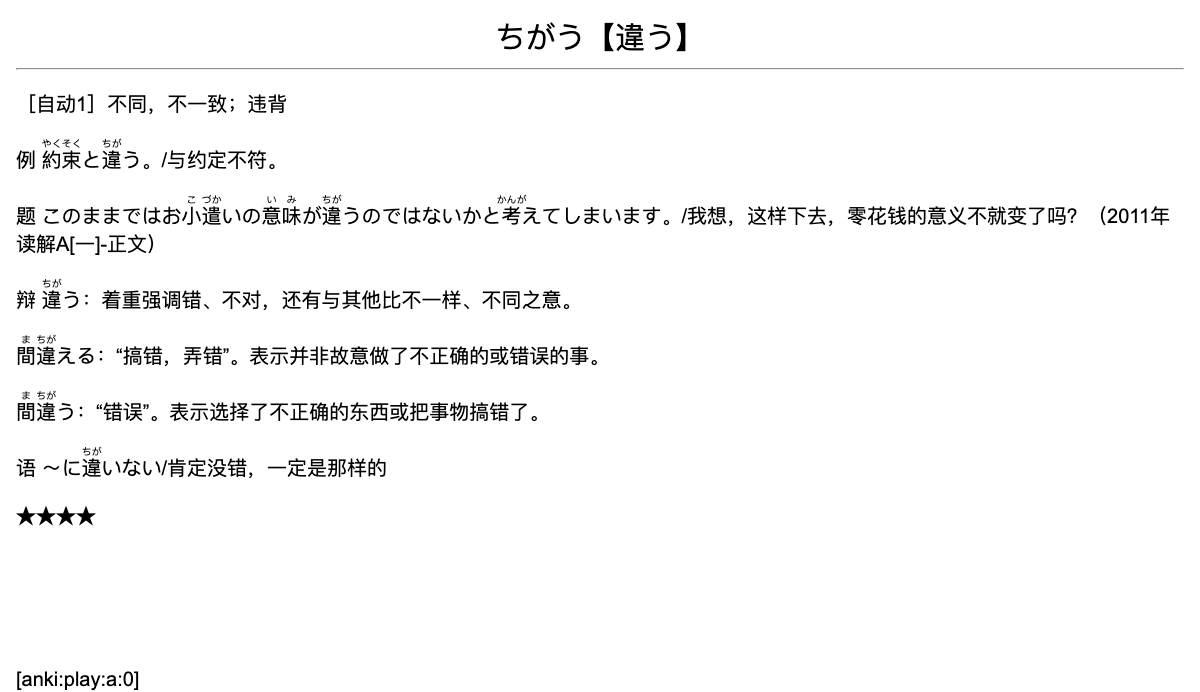 ちがう【違う】
［自动1］不同，不一致；违背
やくそく ちが
例 約束と違う。/与约定不符。
こ づか い み ちが かんが
题 このままではお小遣いの意味が違うのではないかと考えてしまいます。/我想，这样下去，零花钱的意义不就变了吗？（2011年
读解A[一]-正文）
ちが
辩 違う：着重强调错、不对，还有与其他比不一样、不同之意。
ま ちが
間違える：“搞错，弄错”。表示并非故意做了不正确的或错误的事。
ま ちが
間違う：“错误”。表示选择了不正确的东西或把事物搞错了。
ちが
语 〜に違いない/肯定没错，一定是那样的
★★★★
[anki:play:a:0]